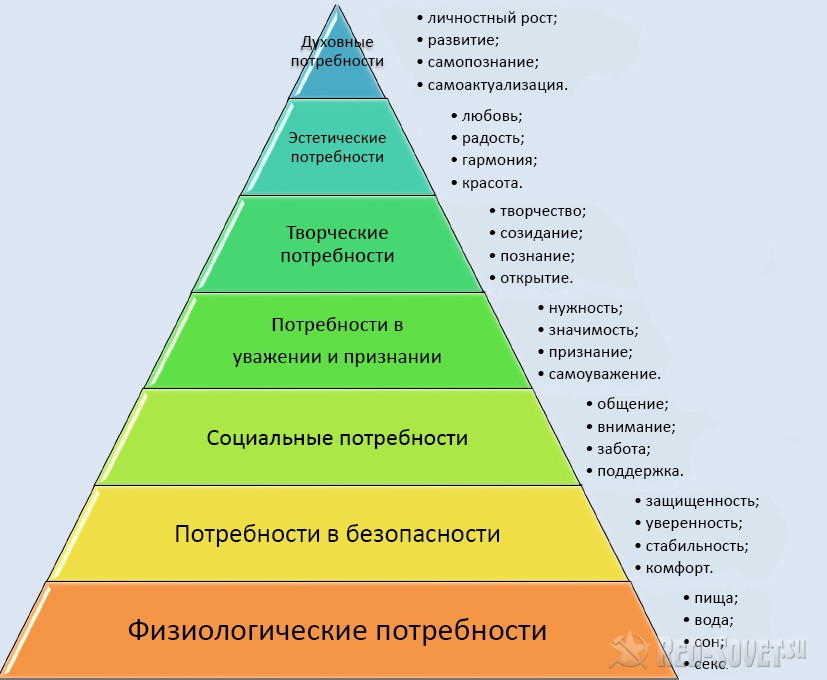 Духовные
потребности
• личностный рост;
• развитие;
• самопознание;
• самоактуализация.
Эстетические
потребности
• любовь;
• радость;
• гармония;
• красота.
Творческие
потребности
• творчество;
• созидание;
• познание;
• открытие.
Потребности в
уважении и признании
• нужность;
• значимость;
• признание;
• самоуважение.
Социальные потребности
• общение;
• внимание;
• забота;
• поддержка.
Потребности в безопасности
• защищенность;
• уверенность;
• стабильность;
• комфорт.
Физиологические потребности
• пища;
• вода;
• сон;
• секс.
RED-SOVET.SU